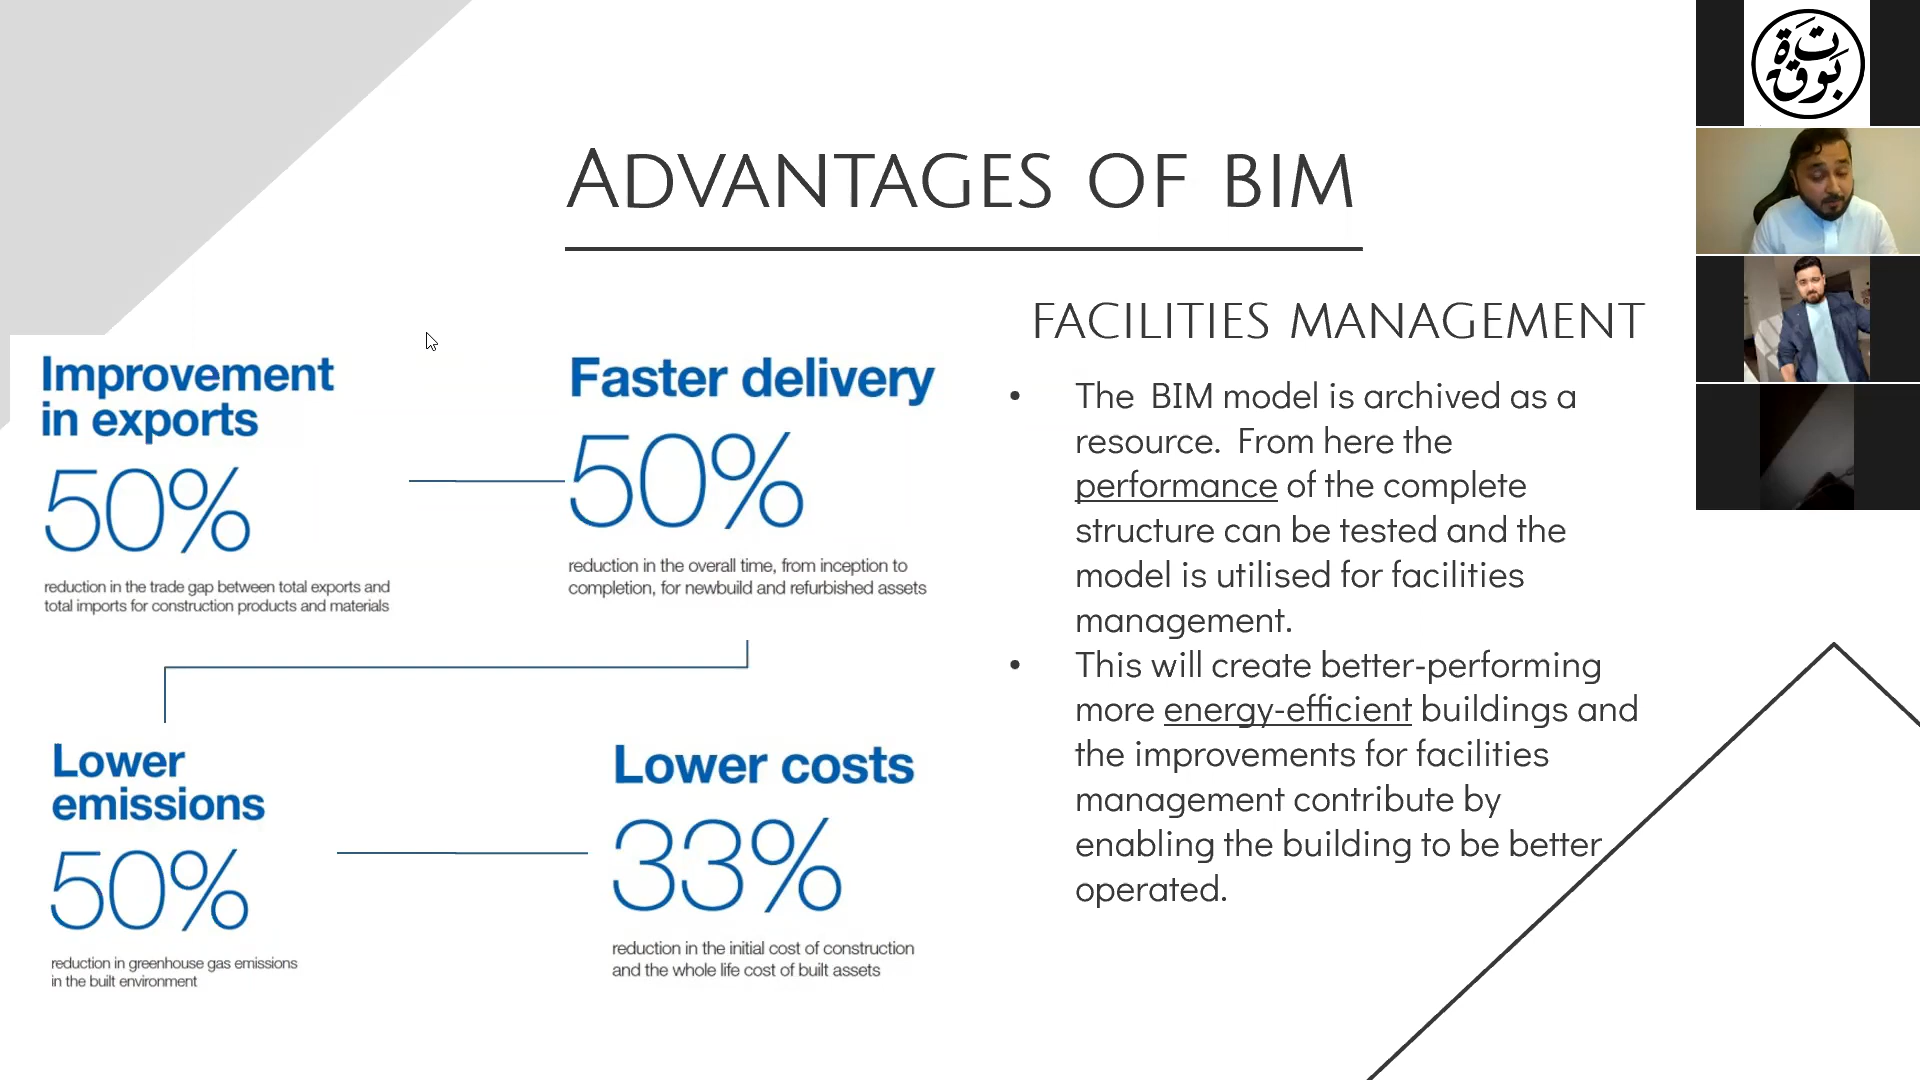 بوتقة
ADVANTAGES OF BIM
Improvement
in exports
50%
reduction in the trade gap between total exports and
total imports for construction products and materials
Faster delivery
50%
reduction in the overall time, from inception to
completion, for newbuild and refurbished assets
Lower
emissions
50%
reduction in greenhouse gas emissions
in the built environment
Lower costs
33%
reduction in the initial cost of construction
and the whole life cost of built assets
FACILITIES MANAGEMENT
• The BIM model is archived as a
resource. From here the
performance of the complete
structure can be tested and the
model is utilised for facilities
management.
• This will create better-performing
more energy-efficient buildings and
the improvements for facilities
management contribute by
enabling the building to be better
operated.